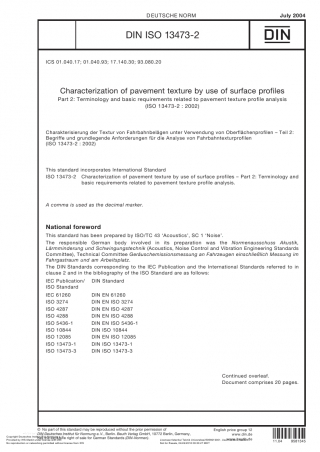 DEUTSCHE NORM
July 2004
DIN ISO 13473-2
DIN
ICS 01.040.17; 01.040.93; 17.140.30; 93.080.20
Characterization of pavement texture by use of surface profiles
Part 2: Terminology and basic requirements related to pavement texture profile analysis
(ISO 13473-2 : 2002)
Charakterisierung der Textur von Fahrbahnbelägen unter Verwendung von Oberflächenprofilen – Teil 2:
Begriffe und grundlegende Anforderungen für die Analyse von Fahrbahntexturprofilen
(ISO 13473-2 : 2002)
This standard incorporates International Standard
ISO 13473-2 Characterization of pavement texture by use of surface profiles – Part 2: Terminology and
basic requirements related to pavement texture profile analysis.
A comma is used as the decimal marker.
National foreword
This standard has been prepared by ISO/TC 43 'Acoustics', SC 1 'Noise'.
The responsible German body involved in its preparation was the Normenausschuss Akustik,
Lärmminderung und Schwingungstechnik (Acoustics, Noise Control and Vibration Engineering Standards
Committee), Technical Committee Geräuschemissionsmessung an Fahrzeugen einschließlich Messung im
Fahrgastraum und am Arbeitsplatz.
The DIN Standards corresponding to the IEC Publication and the International Standards referred to in
clause 2 and in the bibliography of the ISO Standard are as follows:
IEC Publication/ DIN Standard
ISO Standard
IEC 61260 DIN EN 61260
ISO 3274 DIN EN ISO 3274
ISO 4287 DIN EN ISO 4287
ISO 4288 DIN EN ISO 4288
ISO 5436-1 DIN EN ISO 5436-1
ISO 10844 DIN ISO 10844
ISO 12085 DIN EN ISO 12085
ISO 13473-1 DIN EN ISO 13473-1
ISO 13473-3 DIN ISO 13473-3
Continued overleaf.
Document comprises 20 pages.
© No part of this standard may be reproduced without the prior permission of
DIN Deutsches Institut für Normung e.V., Berlin. Beuth Verlag GmbH, 10772 Berlin, Germany,
English price group 10
www.din.de
www.beuth.de
11.04